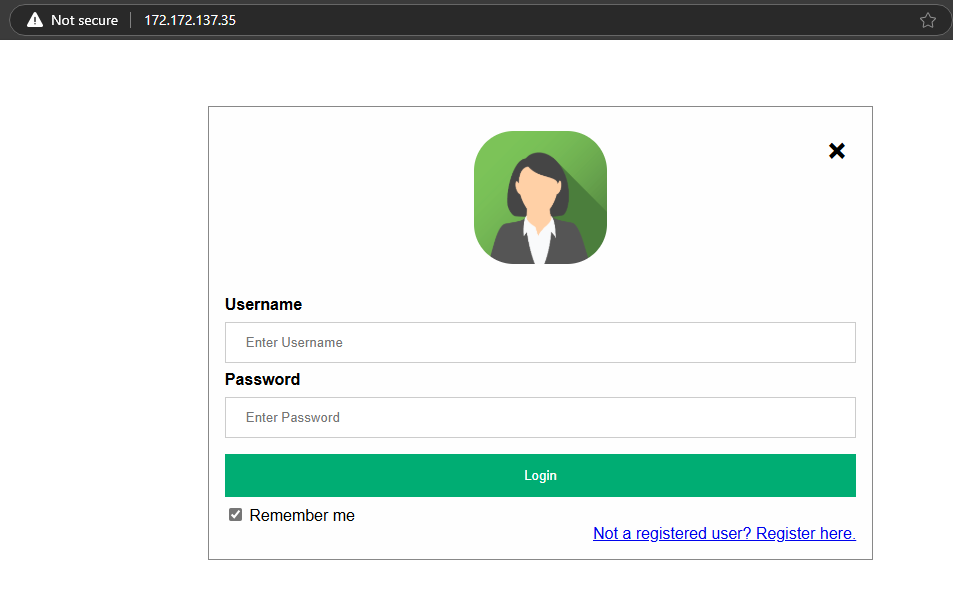 Not secure 172.172.137.35
Username
Enter Username
Password
Enter Password
Login
Remember me
Not a registered user? Register here.